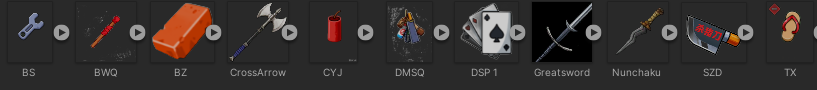 BS
BWQ
BZ
CrossArrow
CYJ
DMSQ
DSP 1
Greatsword
Nunchaku
SZD
TX